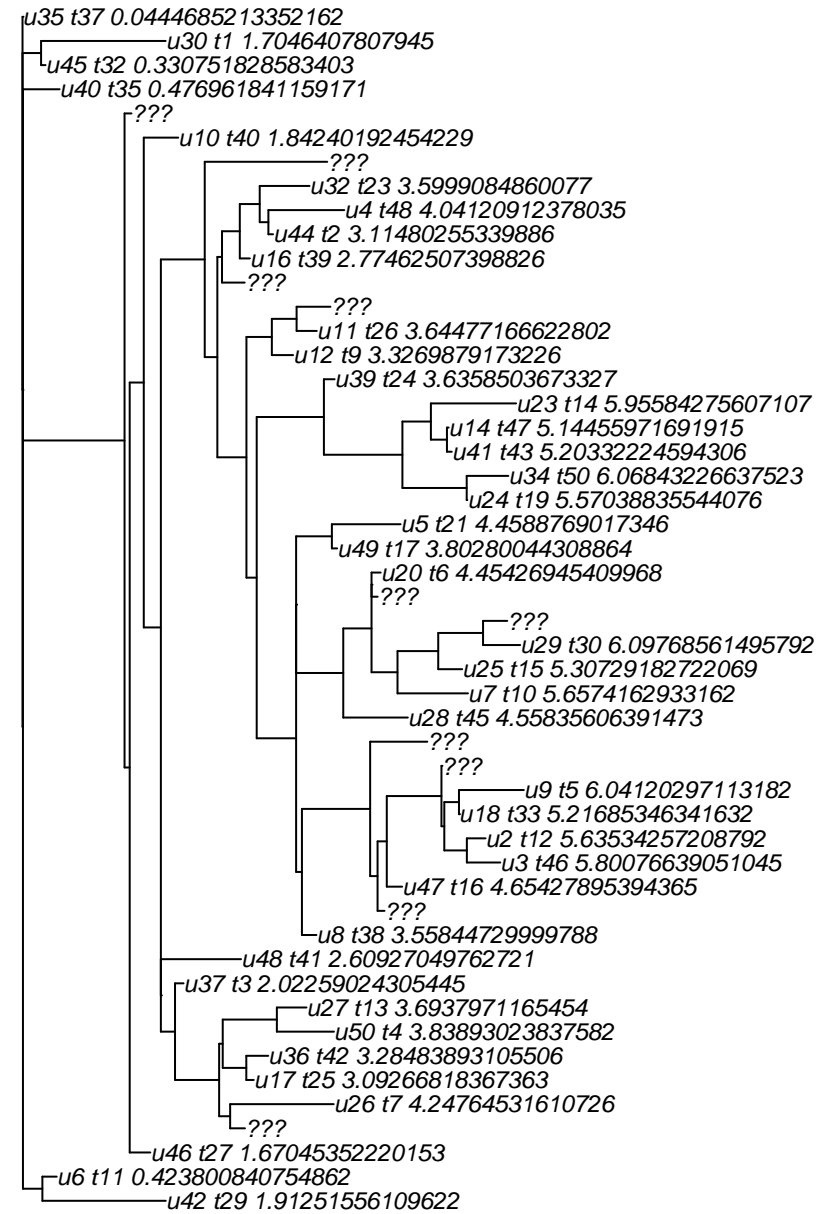 u35 t37 0.0444685213352162
u30 t1 1.7046407807945
u45 t32 0.330751828583403
u40 t35 0.476961841159171
???
u10 t40 1.84240192454229
???
u32 t23 3.5999084860077
u4 t48 4.04120912378035
u44 t2 3.11480255339886
u16 t39 2.77462507398826
???
???
u11 t26 3.64477166622802
u12 t9 3.3269879173226
u39 t24 3.6358503673327
u23 t14 5.95584275607107
u14 t47 5.14455971691915
u41 t43 5.20332224594306
u34 t50 6.06843226637523
u24 t19 5.57038835544076
u5 t21 4.4588769017346
u49 t17 3.80280044308864
u20 t6 4.45426945409968
???
???
u29 t30 6.09768561495792
u25 t15 5.30729182722069
u7 t10 5.6574162933162
u28 t45 4.55835606391473
???
???
u9 t5 6.04120297113182
u18 t33 5.21685346341632
u2 t12 5.63534257208792
u3 t46 5.80076639051045
u47 t16 4.65427895394365
???
u8 t38 3.55844729999788
u48 t41 2.60927049762721
u37 t3 2.02259024305445
u27 t13 3.6937971165454
u50 t4 3.83893023837582
u36 t42 3.28483893105506
u17 t25 3.09266818367363
u26 t7 4.24764531610726
???
u46 t27 1.67045352220153
u6 t11 0.423800840754862
u42 t29 1.91251556109622